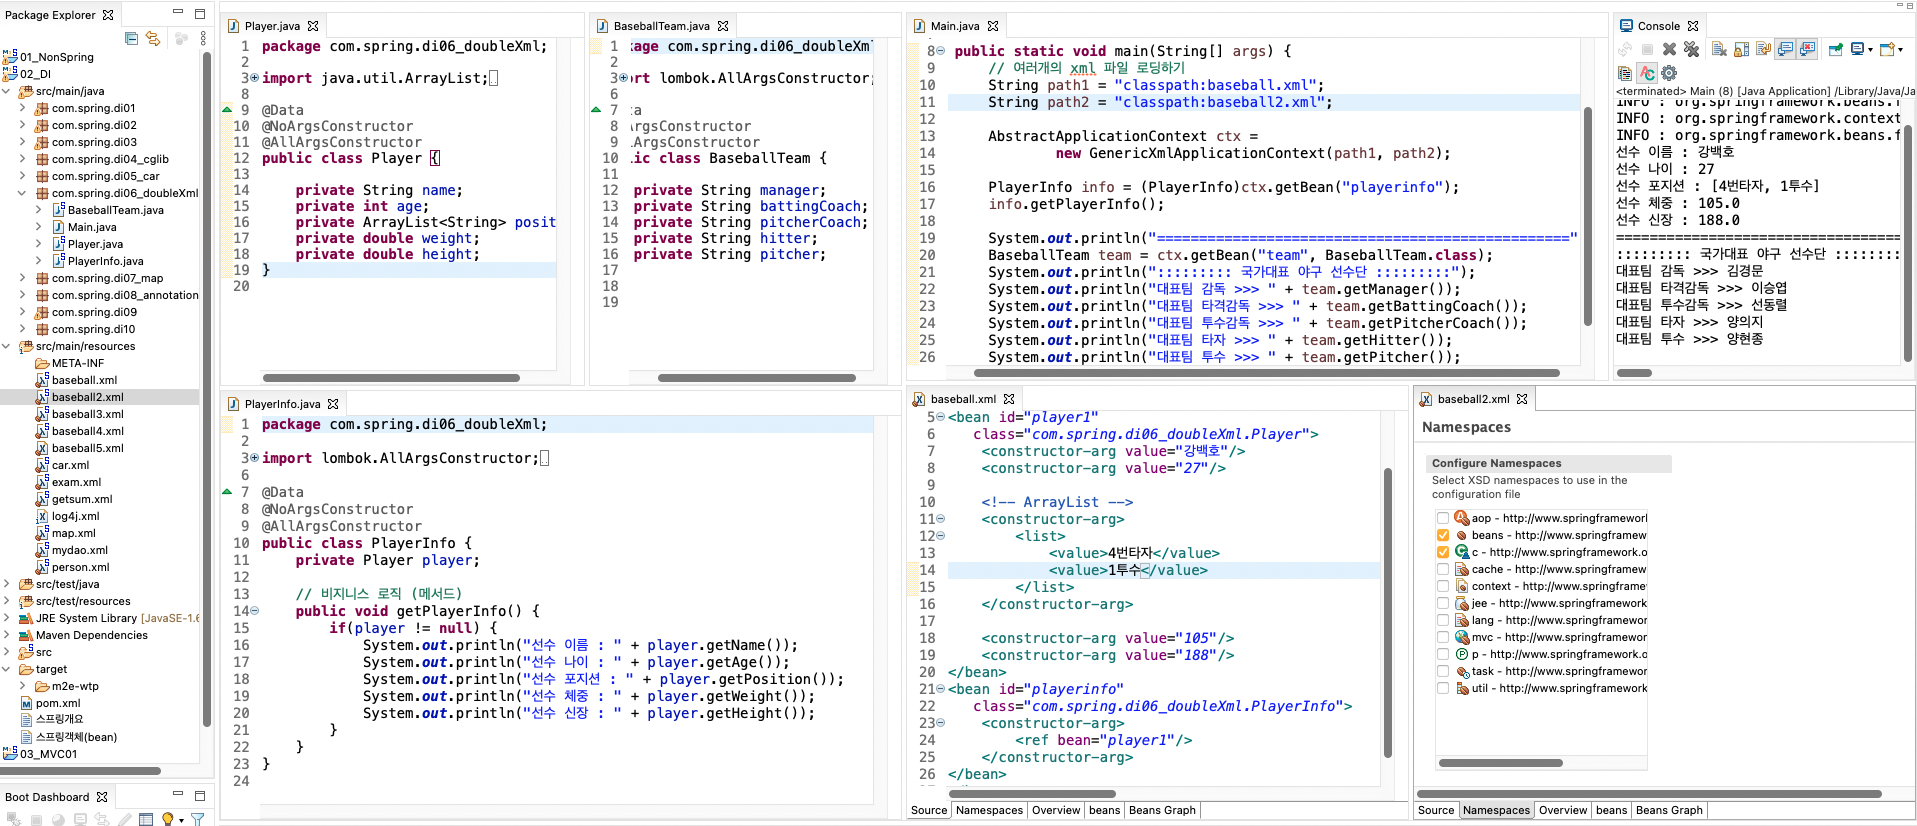 Package Explorer
01_NonSpring
02_DI
src/main/java
com.spring.di01
com.spring.di02
com.spring.di03
com.spring.di04_cglib
com.spring.di05_car
com.spring.di06_doubleXml
BaseballTeam.java
Main.java
Player.java
PlayerInfo.java
com.spring.di07_map
com.spring.di08_annotation
com.spring.di09
com.spring.di10
src/main/resources
META-INF
baseball.xml
baseball2.xml
baseball3.xml
baseball4.xml
baseball5.xml
car.xml
exam.xml
getsum.xml
log4j.xml
map.xml
mydao.xml
person.xml
src/test/java
src/test/resources
JRE System Library [JavaSE-1.6
Maven Dependencies
src
target
m2e-wtp
pom.xml
스프링개요
스프링객체(bean)
03_MVC01
Boot Dashboard
Player.java
1 package com.spring.di06_doubleXml;
2
3 import java.util.ArrayList;
8
9 @Data
10 @NoArgsConstructor
11 @AllArgsConstructor
12 public class Player {
13
14 private String name;
15 private int age;
16 private ArrayList<String> posit
17 private double weight;
18 private double height;
19 }
20
BaseballTeam.java
1 kage com.spring.di06_doubleXml
2
3 rt lombok.AllArgsConstructor;
6
7 ta
8 ArgsConstructor
9 lArgsConstructor
10 lic class BaseballTeam {
11
12 private String manager;
13 private String battingCoach;
14 private String pitcherCoach;
15 private String hitter;
16 private String pitcher;
17
18
19
Main.java
8 public static void main(String[] args) {
9 // 여러개의 xml 파일 로딩하기
10 String path1 = "classpath:baseball.xml";
11 String path2 = "classpath:baseball2.xml";
12
13 AbstractApplicationContext ctx =
14 new GenericXmlApplicationContext(path1, path2);
15
16 PlayerInfo info = (PlayerInfo)ctx.getBean("playerinfo");
17 info.getPlayerInfo();
18
19 System.out.println("================================================="
20 BaseballTeam team = ctx.getBean("team", BaseballTeam.class);
21 System.out.println("::::::::: 국가대표 야구 선수단 :::::::::");
22 System.out.println("대표팀 감독 >>> " + team.getManager());
23 System.out.println("대표팀 타격감독 >>> " + team.getBattingCoach());
24 System.out.println("대표팀 투수감독 >>> " + team.getPitcherCoach());
25 System.out.println("대표팀 타자 >>> " + team.getHitter());
26 System.out.println("대표팀 투수 >>> " + team.getPitcher());
Console
<terminated> Main (8) [Java Application] /Library/Java/Ja
INFO : org.springframework.beans.f
INFO : org.springframework.context
INFO : org.springframework.beans.f
선수 이름 : 강백호
선수 나이 : 27
선수 포지션 : [4번타자, 1투수]
선수 체중 : 105.0
선수 신장 : 188.0
==================================
::::::::: 국가대표 야구 선수단 ::::::::
대표팀 감독 >>> 김경문
대표팀 타격감독 >>> 이승엽
대표팀 투수감독 >>> 선동렬
대표팀 타자 >>> 양의지
대표팀 투수 >>> 양현종
PlayerInfo.java
1 package com.spring.di06_doubleXml;
2
3 import lombok.AllArgsConstructor;
6
7 @Data
8 @NoArgsConstructor
9 @AllArgsConstructor
10 public class PlayerInfo {
11 private Player player;
12
13 // 비지니스 로직 (메서드)
14 public void getPlayerInfo() {
15 if(player != null) {
16 System.out.println("선수 이름 : " + player.getName());
17 System.out.println("선수 나이 : " + player.getAge());
18 System.out.println("선수 포지션 : " + player.getPosition());
19 System.out.println("선수 체중 : " + player.getWeight());
20 System.out.println("선수 신장 : " + player.getHeight());
21 }
22 }
23 }
24
baseball.xml
5 <bean id="player1"
6 class="com.spring.di06_doubleXml.Player">
7 <constructor-arg value="강백호"/>
8 <constructor-arg value="27"/>
9
10 <!-- ArrayList -->
11 <constructor-arg>
12 <list>
13 <value>4번타자</value>
14 <value>1투수</value>
15 </list>
16 </constructor-arg>
17
18 <constructor-arg value="105"/>
19 <constructor-arg value="188"/>
20 </bean>
21 <bean id="playerinfo"
22 class="com.spring.di06_doubleXml.PlayerInfo">
23 <constructor-arg>
24 <ref bean="player1"/>
25 </constructor-arg>
26 </bean>
Source Namespaces Overview beans Beans Graph
baseball2.xml
Namespaces
Configure Namespaces
Select XSD namespaces to use in the
configuration file
aop - http://www.springframework
beans - http://www.springframewo
c - http://www.springframework.o
cache - http://www.springframewo
context - http://www.springframe
jee - http://www.springframework
lang - http://www.springframewor
mvc - http://www.springframewor
p - http://www.springframework.o
task - http://www.springframewor
util - http://www.springframework
Source Namespaces Overview beans Beans Graph